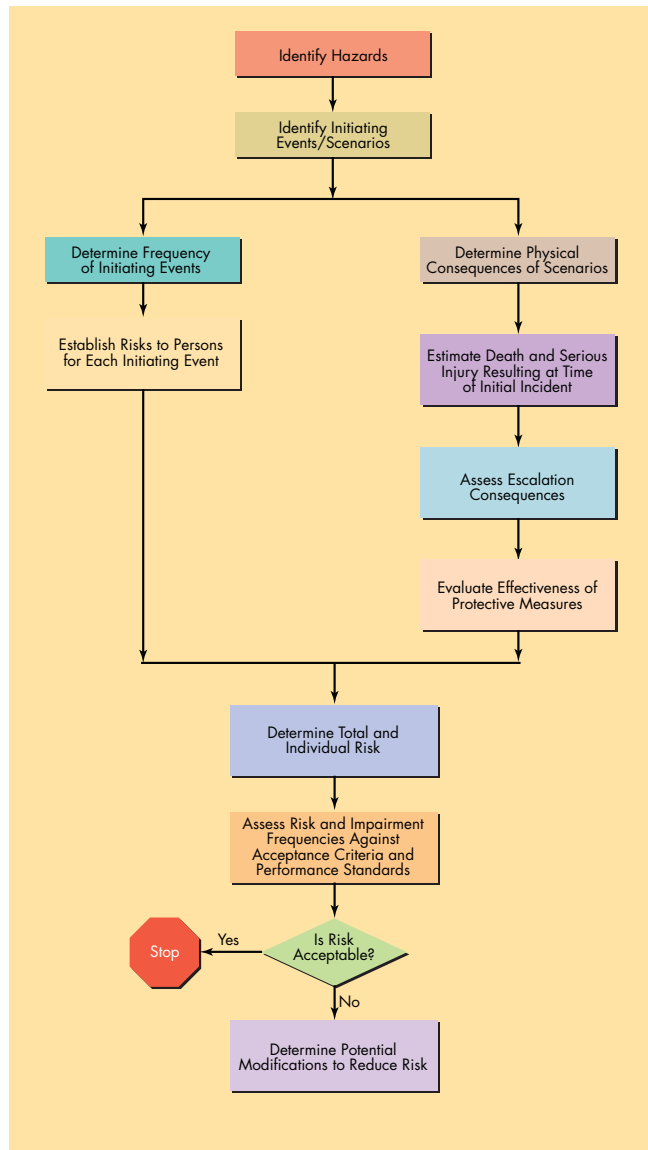 Identify Hazards
Identify Initiating
Events/Scenarios
Determine Frequency
of Initiating Events
Establish Risks to Persons
for Each Initiating Event
Determine Physical
Consequences of Scenarios
Estimate Death and Serious
Injury Resulting at Time
of Initial Incident
Assess Escalation
Consequences
Evaluate Effectiveness of
Protective Measures
Determine Total and
Individual Risk
Assess Risk and Impairment
Frequencies Against
Acceptance Criteria and
Performance Standards
Is Risk
Acceptable?
Yes
Stop
No
Determine Potential
Modifications to Reduce Risk